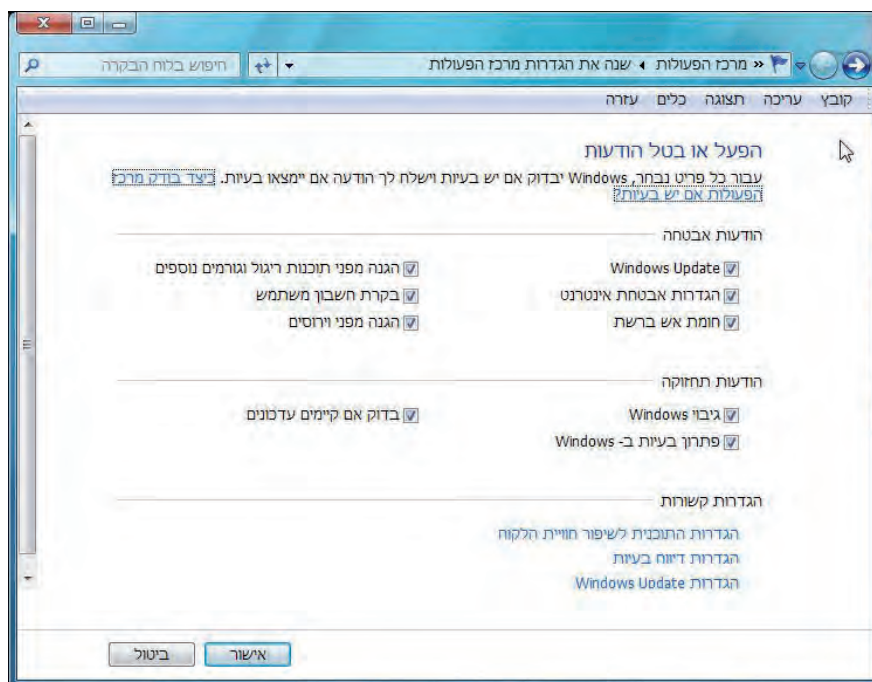 « מרכז הפעולות ‹ שנה את הגדרות מרכז הפעולות
חיפוש בלוח הבקרה
קובץ עריכה תצוגה כלים עזרה
הפעל או בטל הודעות
עבור כל פריט נבחר, Windows יבדוק אם יש בעיות וישלח לך הודעה אם יימצאו בעיות. כיצד בודק מרכז
הפעולות אם יש בעיות?
הודעות אבטחה
Windows Update
הגנה מפני תוכנות ריגול וגורמים נוספים
הגדרות אבטחת אינטרנט
בקרת חשבון משתמש
חומת אש ברשת
הגנה מפני וירוסים
הודעות תחזוקה
גיבוי Windows
בדוק אם קיימים עדכונים
פתרון בעיות ב- Windows
הגדרות קשורות
הגדרות התוכנית לשיפור חוויית הלקוח
הגדרות דיווח בעיות
הגדרות Windows Update
אישור
ביטול